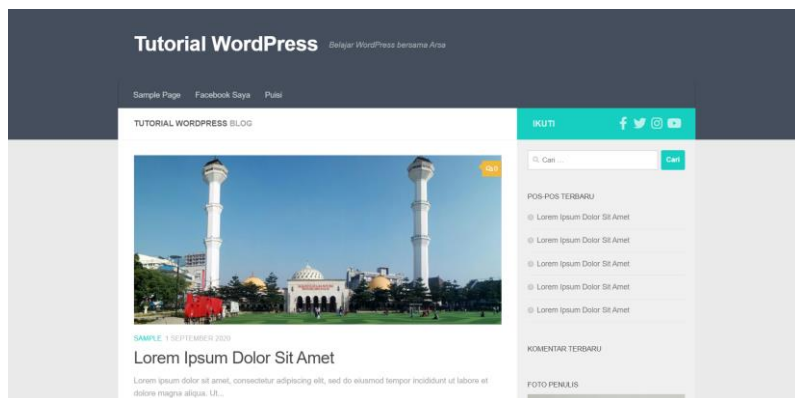 Tutorial WordPress
Belajar WordPress bersama Arsa
Sample Page Facebook Saya Puisi
TUTORIAL WORDPRESS BLOG
IKUTI
0
Cari ...
Cari
SAMPLE 1 SEPTEMBER 2020
Lorem Ipsum Dolor Sit Amet
Lorem ipsum dolor sit amet, consectetur adipiscing elit, sed do eiusmod tempor incididunt ut labore et
dolore magna aliqua. Ut...
POS-POS TERBARU
Lorem Ipsum Dolor Sit Amet
Lorem Ipsum Dolor Sit Amet
Lorem Ipsum Dolor Sit Amet
Lorem Ipsum Dolor Sit Amet
Lorem Ipsum Dolor Sit Amet
KOMENTAR TERBARU
FOTO PENULIS